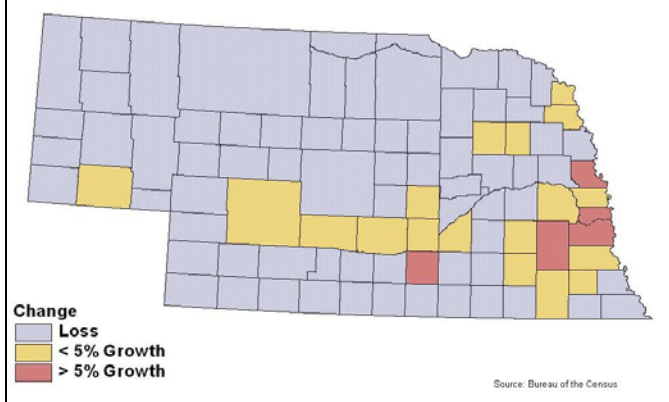 Change
Loss
< 5% Growth
> 5% Growth
Source: Bureau of the Census